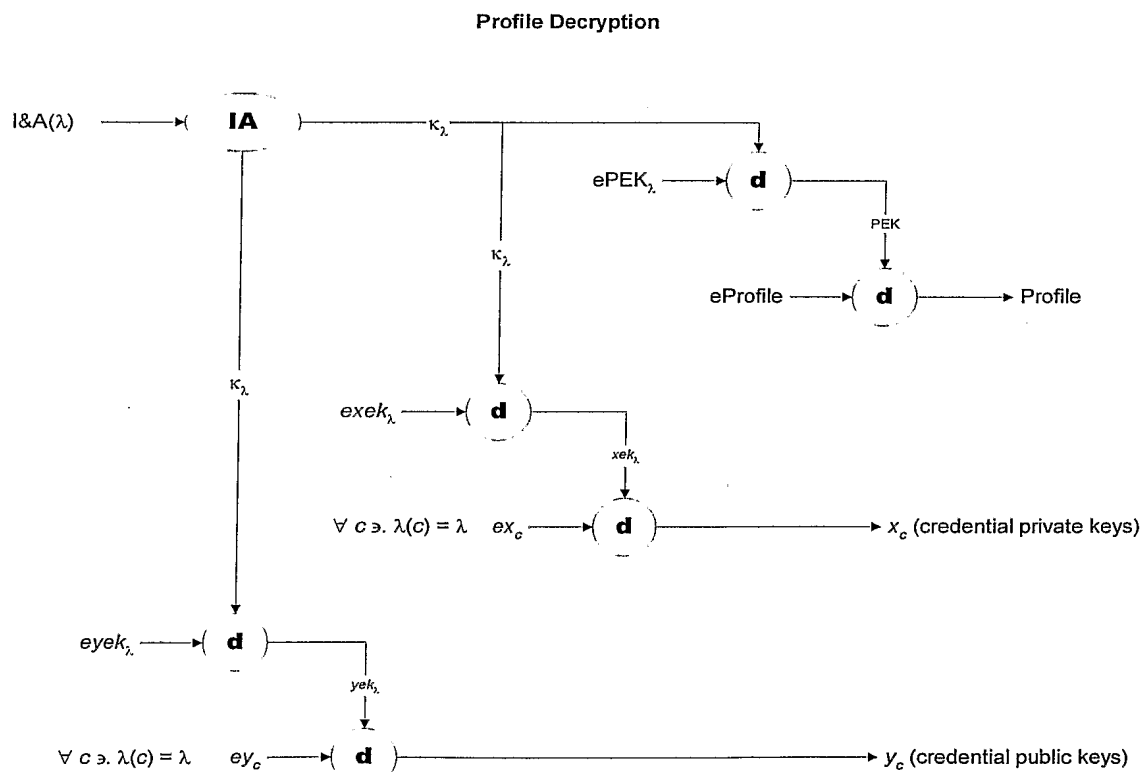 Profile Decryption
I&A(λ) IA κλ
ePEKλ d
PEK
κλ
eProfile d Profile
κλ
exekλ d
xekλ
∀ c ∍. λ(c) = λ exc d xc (credential private keys)
eyekλ d
yekλ
∀ c ∍. λ(c) = λ eyc d yc (credential public keys)